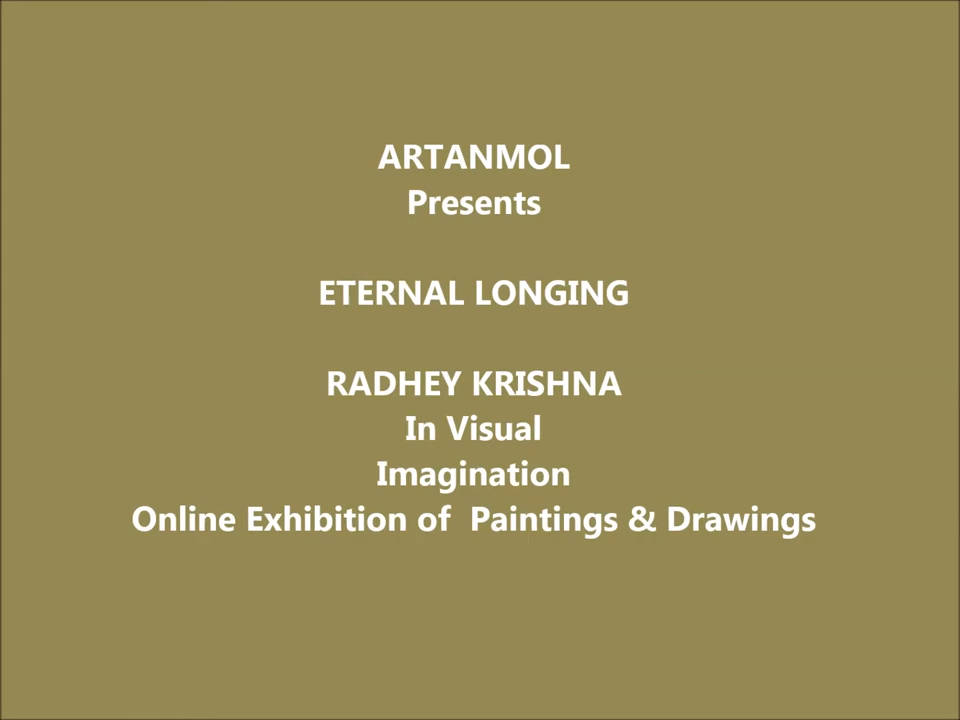 ARTANMOL
Presents
ETERNAL LONGING
RADHEY KRISHNA
In Visual
Imagination
Online Exhibition of  Paintings & Drawings